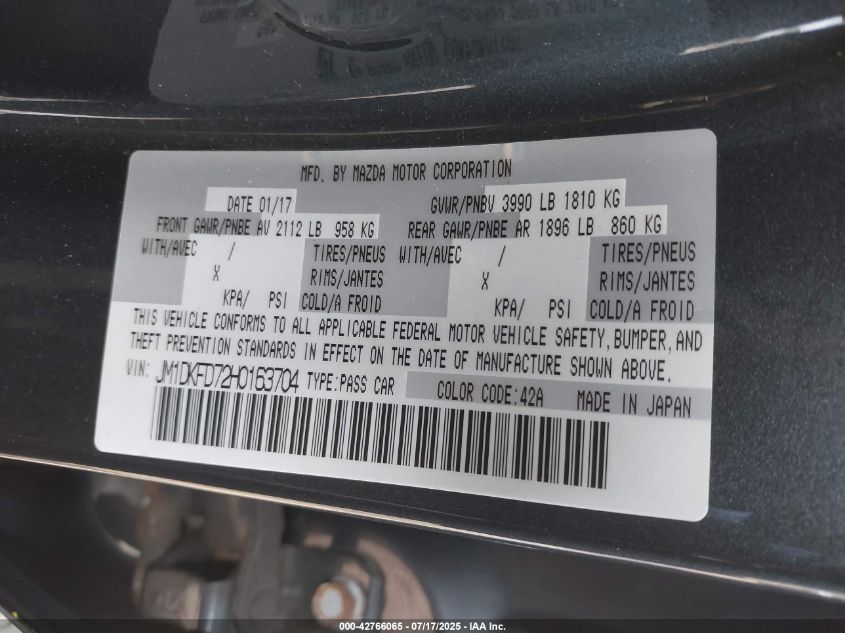 MFD. BY MAZDA MOTOR CORPORATION
DATE 01/17 GVWR/PNBV 3990 LB 1810 KG
FRONT GAWR/PNBE AV 2112 LB 958 KG REAR GAWR/PNBE AR 1896 LB 860 KG
WITH/AVEC / TIRES/PNEUS WITH/AVEC / TIRES/PNEUS
X RIMS/JANTES X RIMS/JANTES
KPA/ PSI COLD/A FROID KPA/ PSI COLD/A FROID
THIS VEHICLE CONFORMS TO ALL APPLICABLE FEDERAL MOTOR VEHICLE SAFETY, BUMPER, AND
THEFT PREVENTION STANDARDS IN EFFECT ON THE DATE OF MANUFACTURE SHOWN ABOVE.
VIN: JM1DKFD72H0163704 TYPE:PASS CAR COLOR CODE:42A MADE IN JAPAN
000-42766065 - 07/17/2025 - IAA Inc.